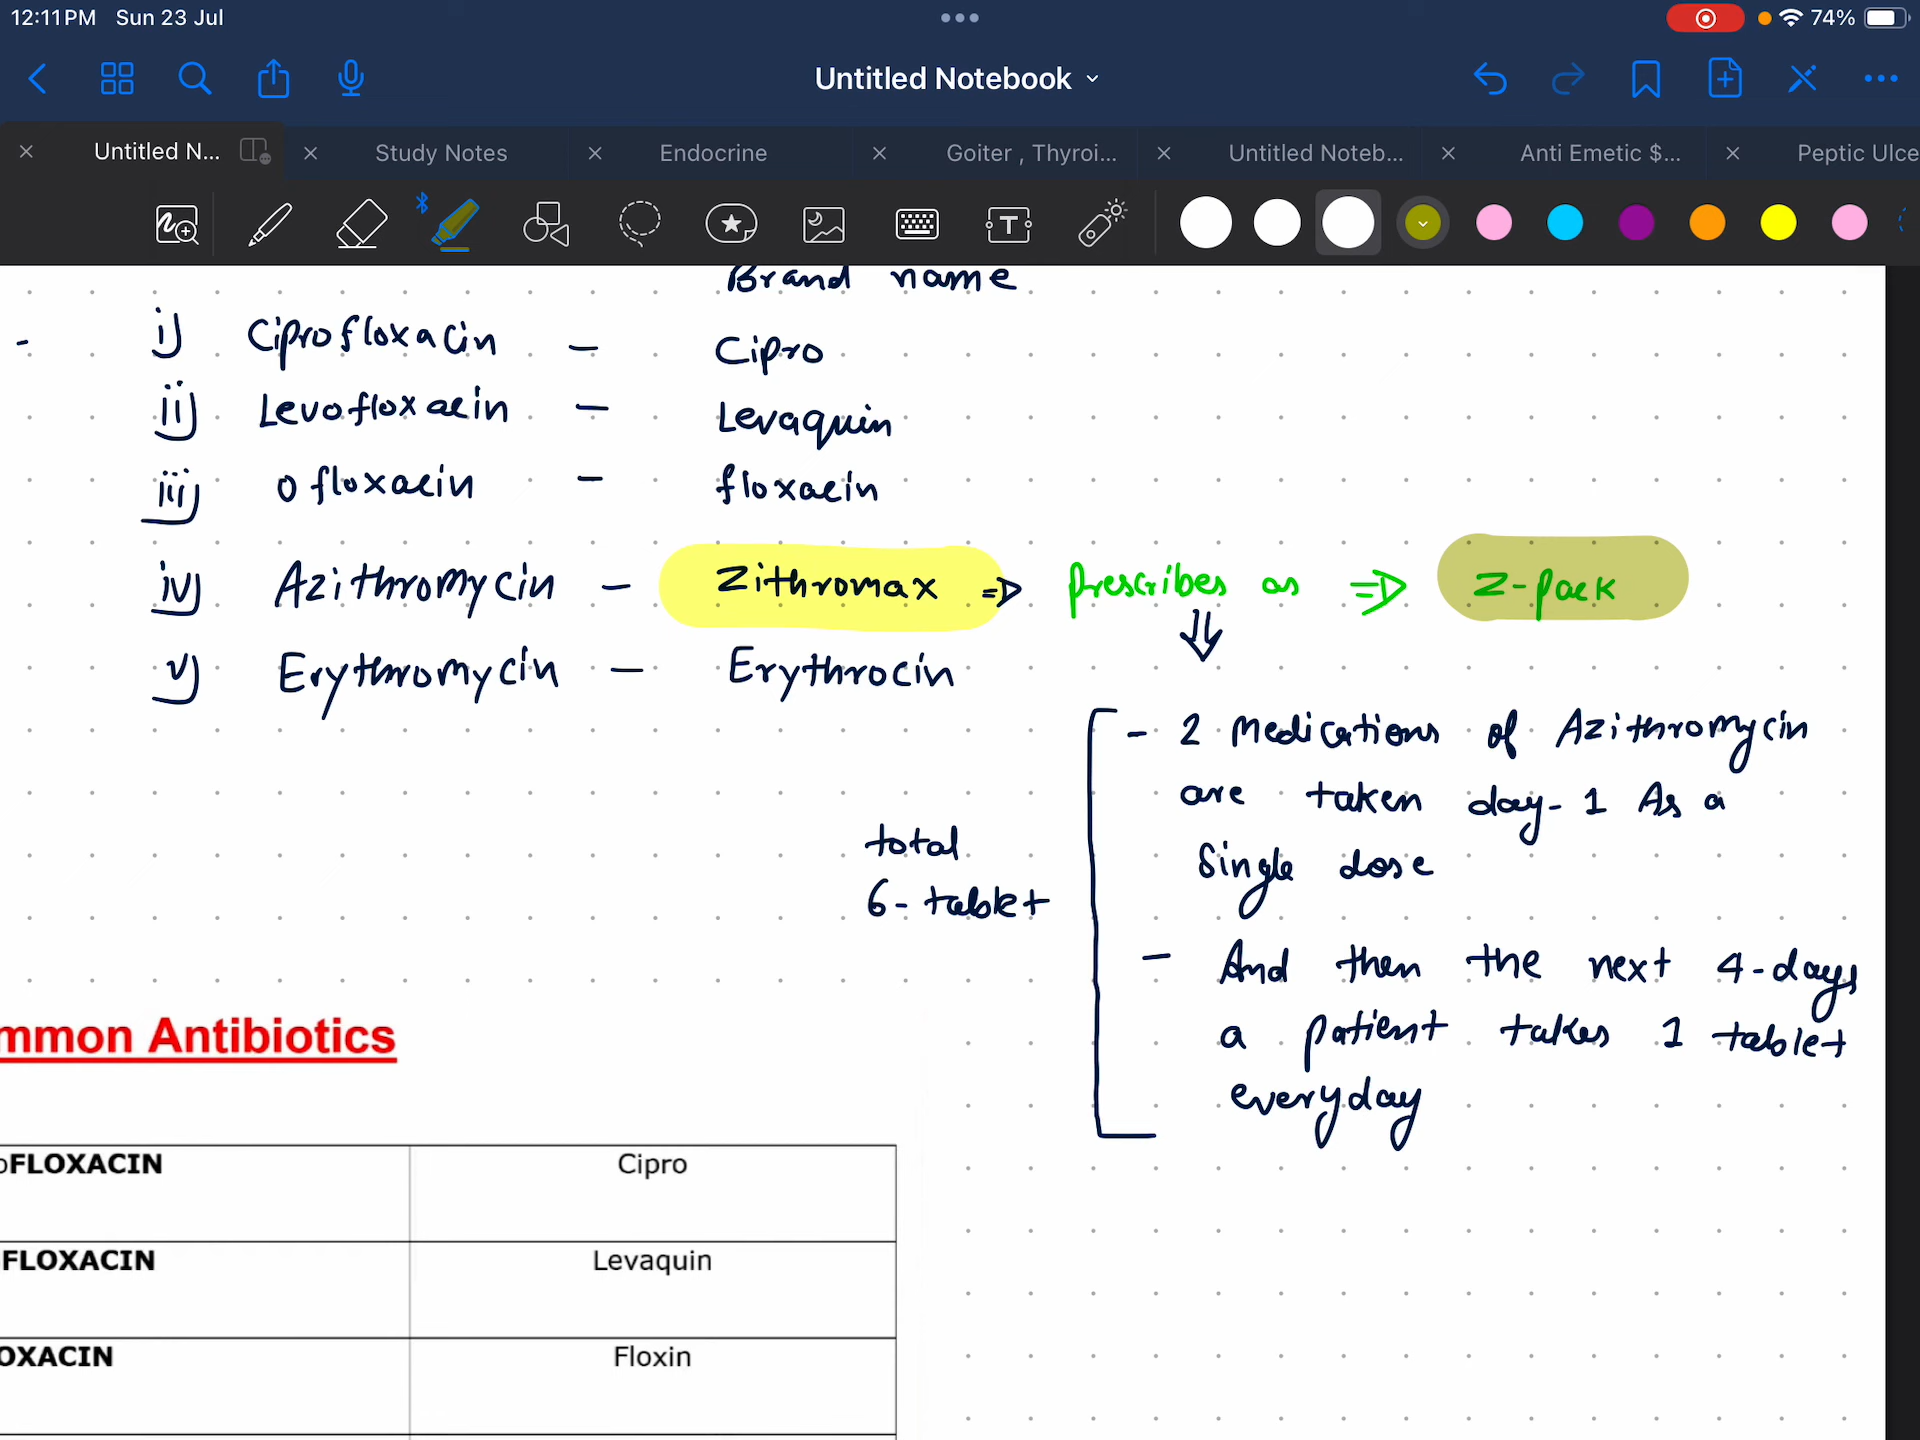 12:11PM Sun 23 Jul
74%
Untitled Notebook
Untitled N...
Study Notes
Endocrine
Goiter , Thyroi...
Untitled Noteb...
Anti Emetic $...
Peptic Ulce
Brand name
i) Ciprofloxacin - Cipro
ii) Levofloxacin - Levaquin
iii) Ofloxacin - floxacin
iv) Azithromycin - Zithromax ⇒ prescribes as ⇒ Z-pack
⇓
v) Erythromycin - Erythrocin
- 2 Medications of Azithromycin
are taken day-1 As a
Single dose
total
6-tablet
- And then the next 4-days
a patient takes 1 tablet
everyday
mmon Antibiotics
oFLOXACIN Cipro
FLOXACIN Levaquin
OXACIN Floxin